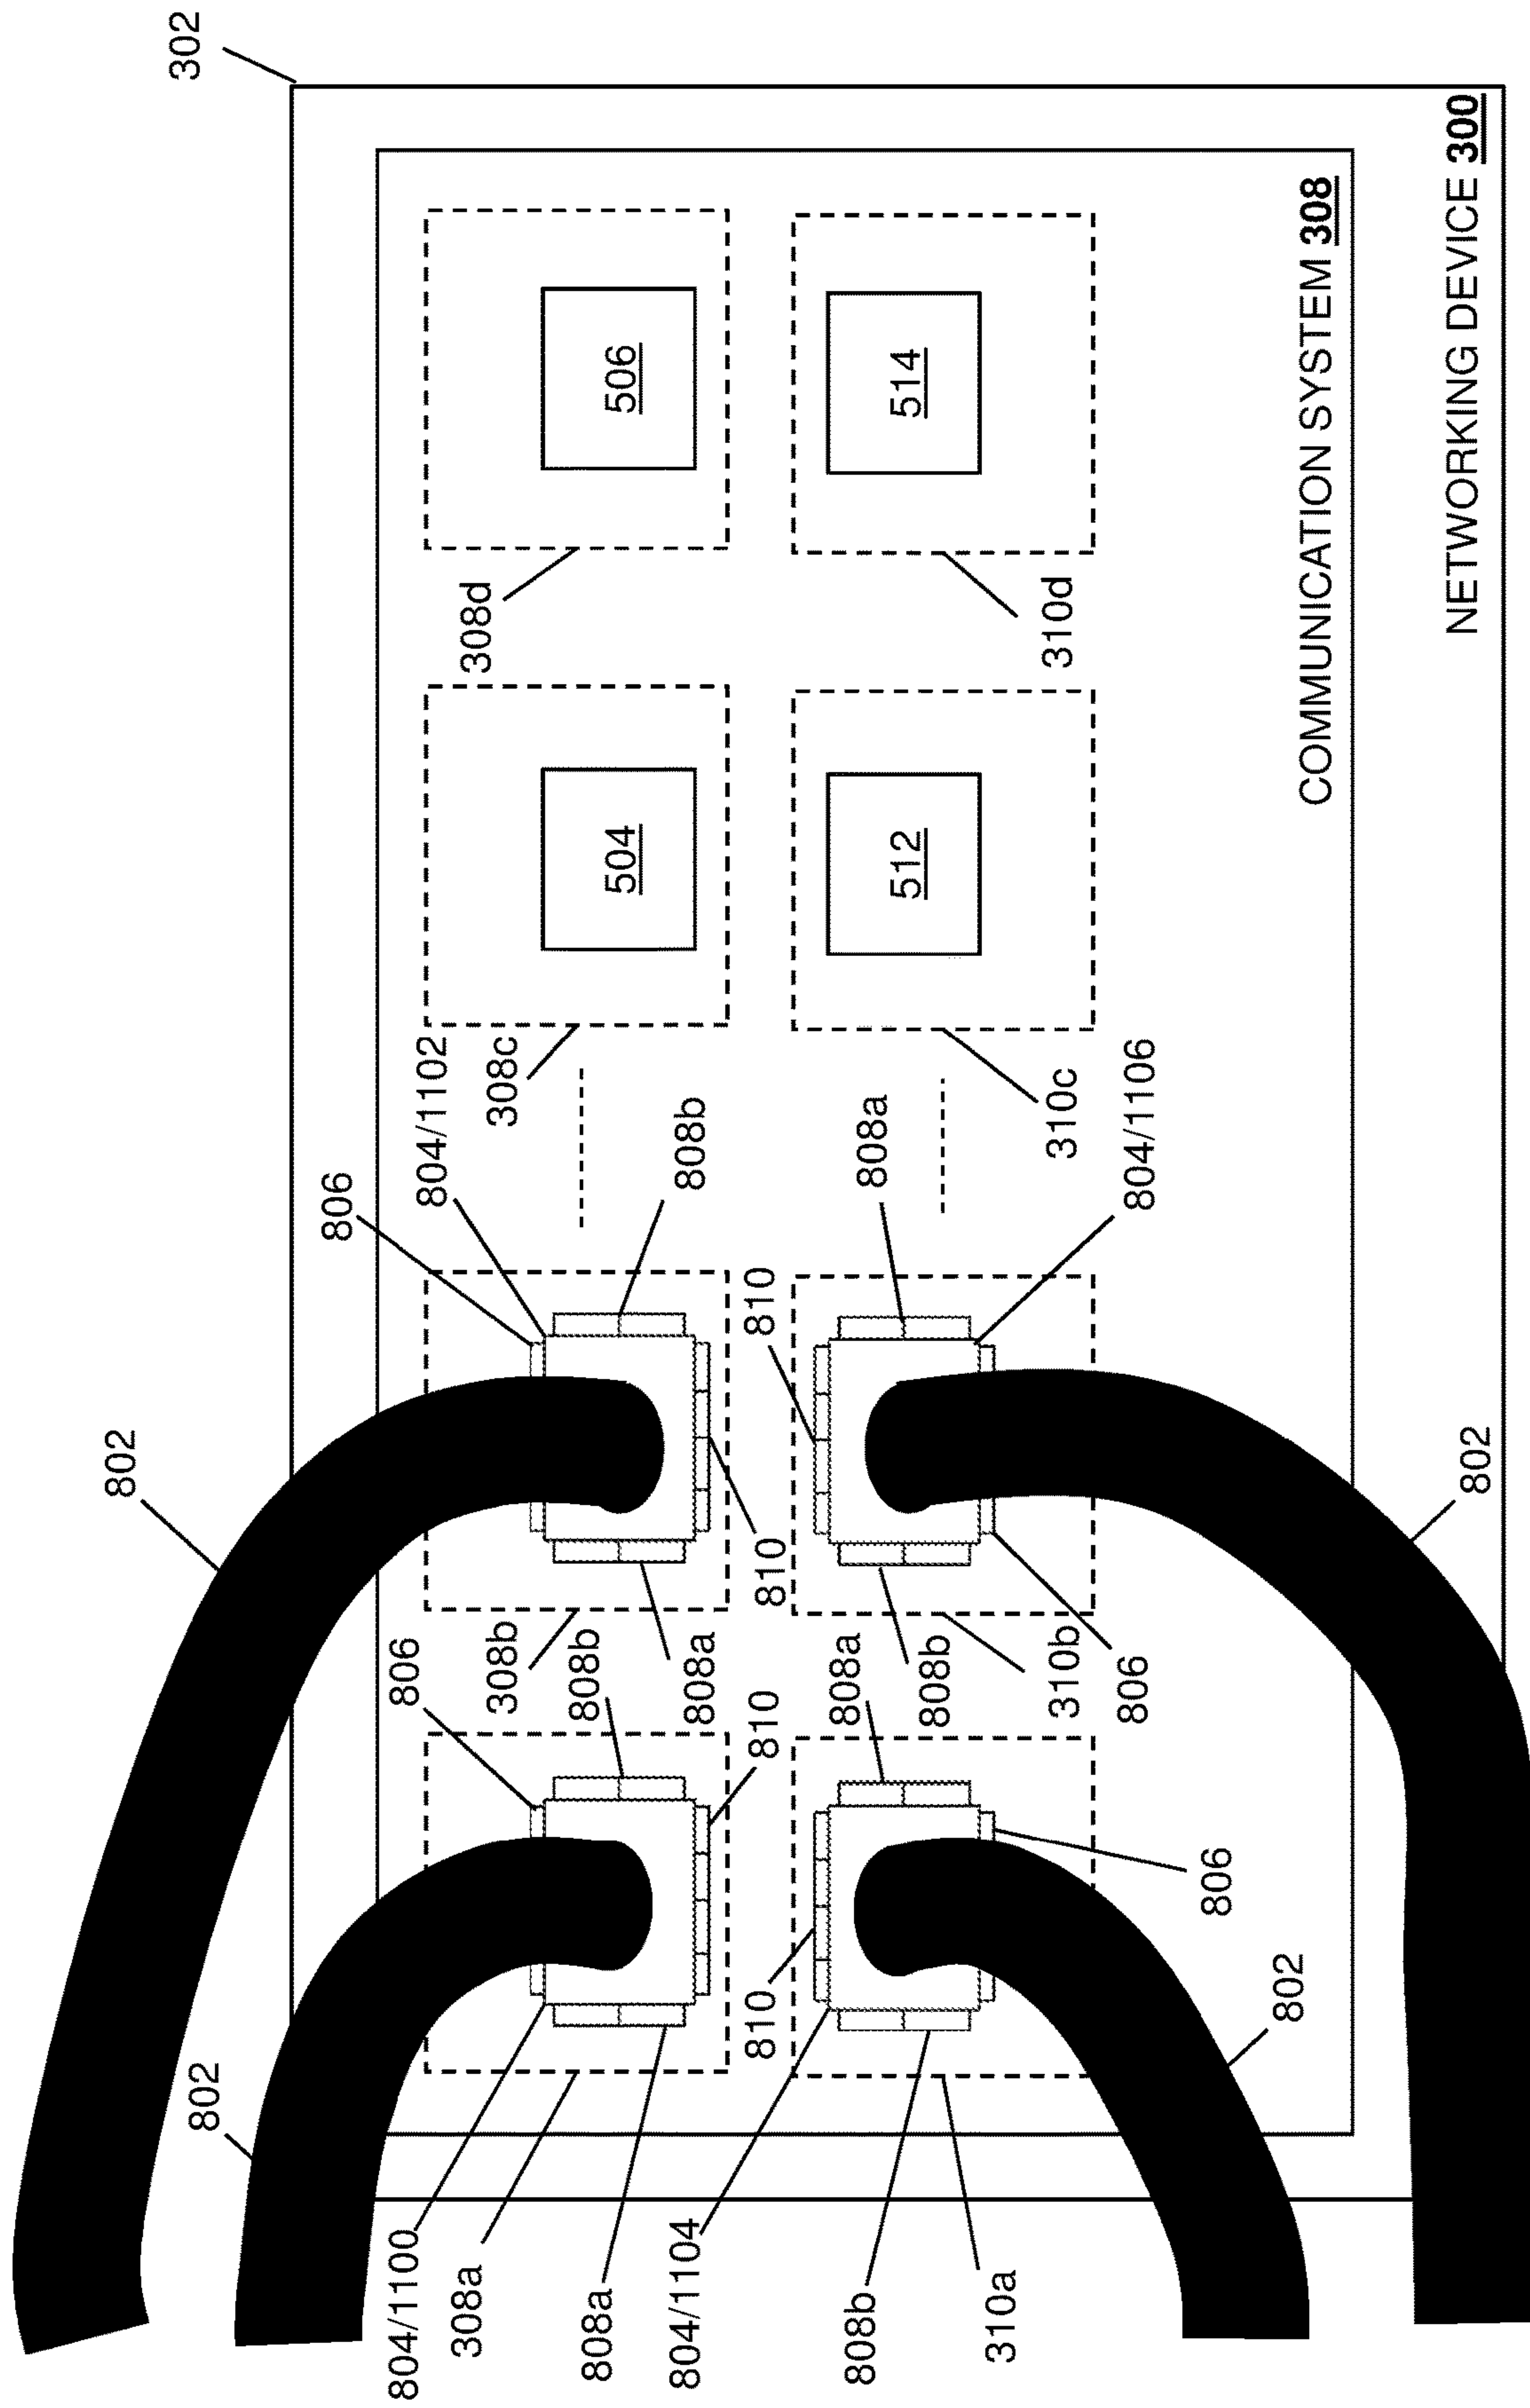 302
802
802
806
804/1100
806
804/1102
308a
308b
308c
308d
808a
808b
504
506
804/1104
808a
808b
810
810
810
810
808b
808a
808a
808b
512
514
310a
310b
310c
310d
806
804/1106
806
802
COMMUNICATION SYSTEM 308
802
NETWORKING DEVICE 300